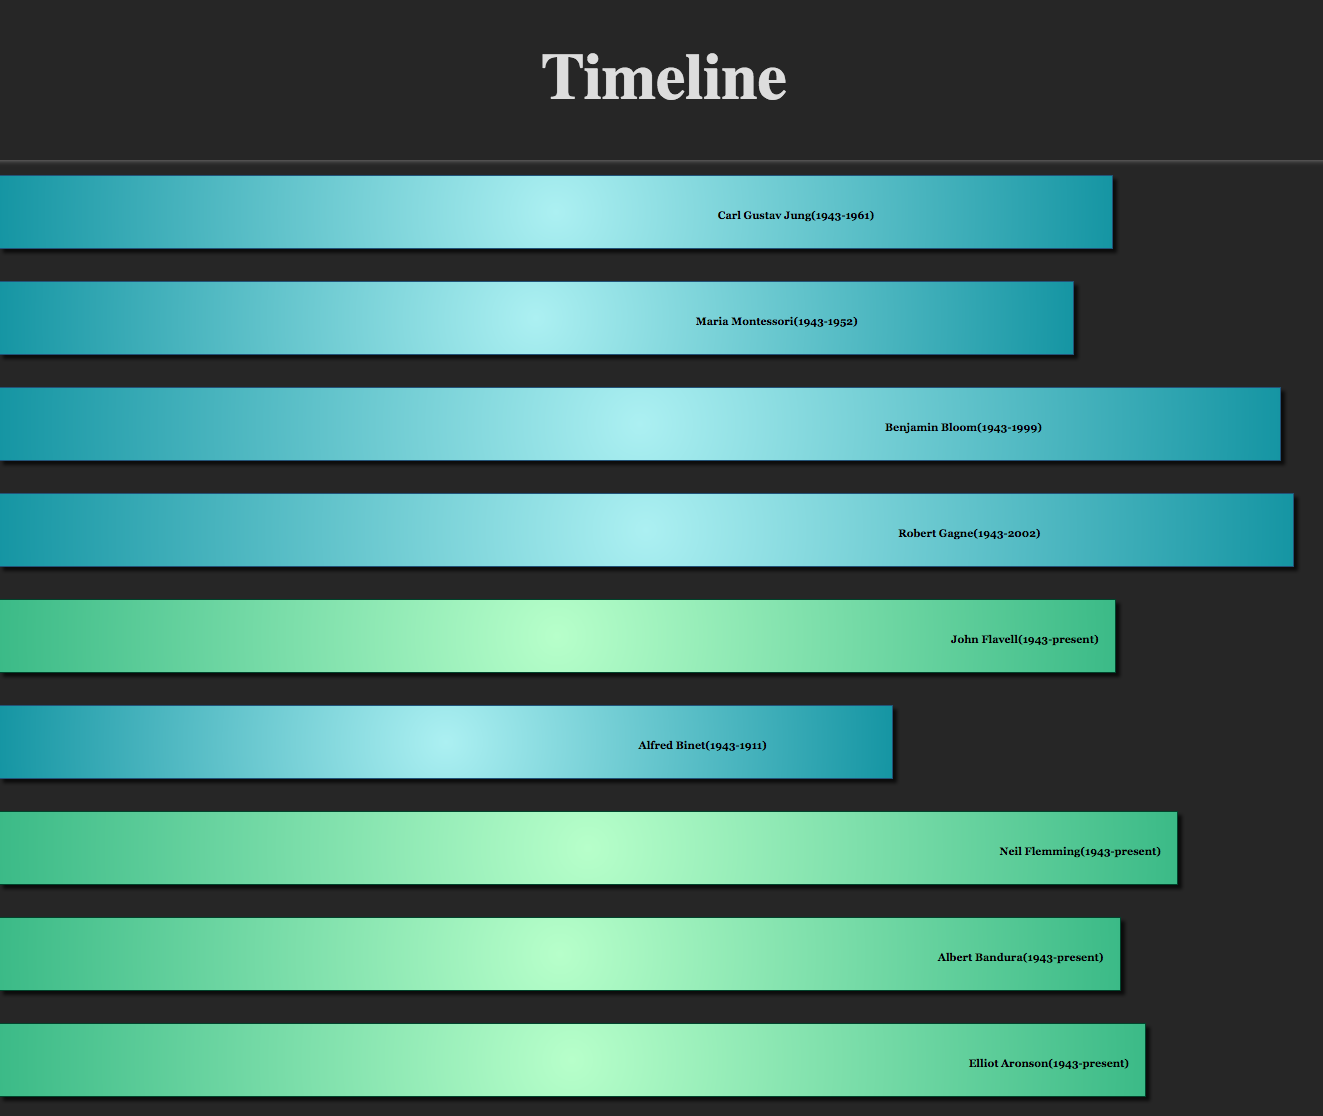 Timeline
Carl Gustav Jung(1943-1961)
Maria Montessori(1943-1952)
Benjamin Bloom(1943-1999)
Robert Gagne(1943-2002)
John Flavell(1943-present)
Alfred Binet(1943-1911)
Neil Flemming(1943-present)
Albert Bandura(1943-present)
Elliot Aronson(1943-present)